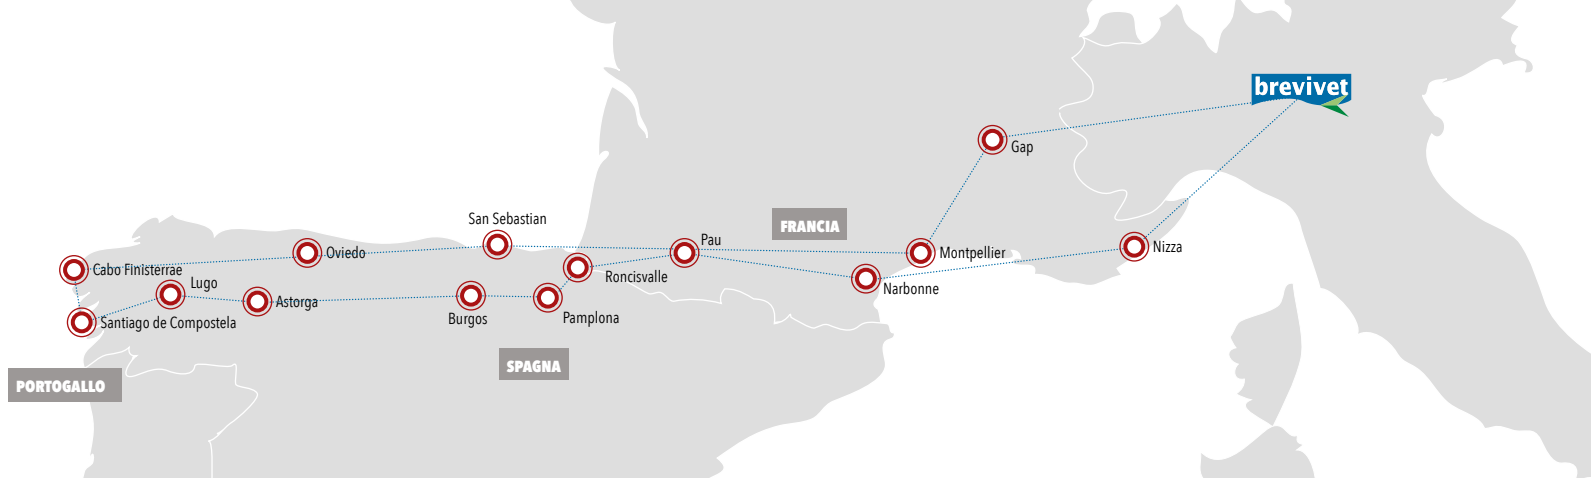 brevivet
Gap
San Sebastian
FRANCIA
Pau
Oviedo
Montpellier
Nizza
Cabo Finisterrae
Roncisvalle
Lugo
Narbonne
Astorga
Santiago de Compostela
Burgos
Pamplona
SPAGNA
PORTOGALLO